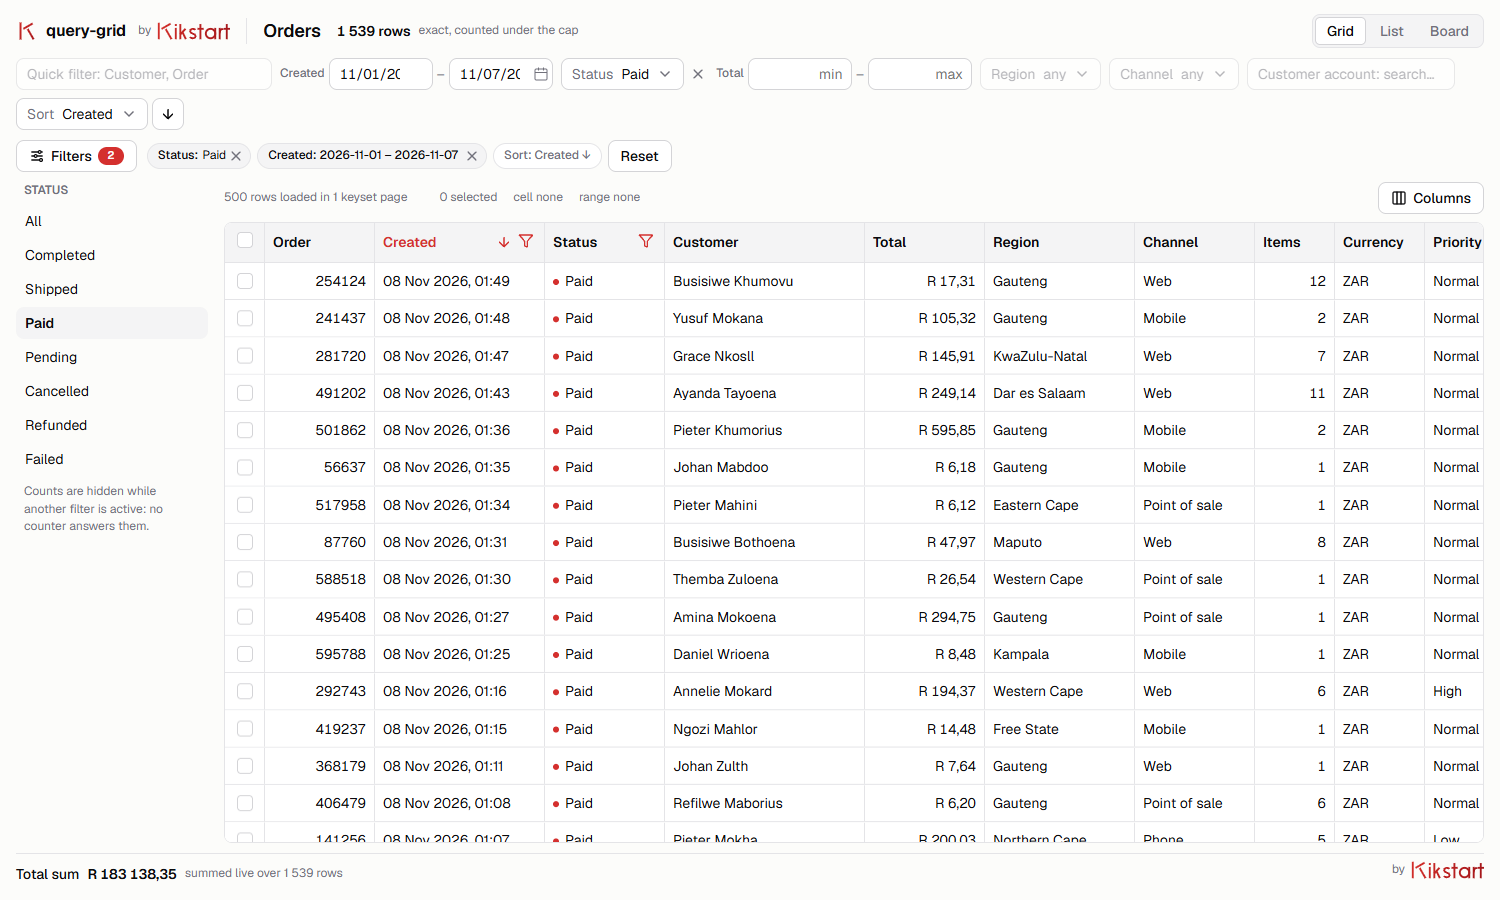 query-grid by Kikstart Orders 1 539 rows exact, counted under the cap Grid List Board
Quick filter: Customer, Order Created 11/01/20 – 11/07/20 Status Paid Total min – max Region any Channel any Customer account: search...
Sort Created
Filters 2 Status: Paid Created: 2026-11-01 – 2026-11-07 Sort: Created Reset
STATUS
All
Completed
Shipped
Paid
Pending
Cancelled
Refunded
Failed
Counts are hidden while
another filter is active: no
counter answers them.
500 rows loaded in 1 keyset page 0 selected cell none range none Columns
Order Created Status Customer Total Region Channel Items Currency Priority
254124 08 Nov 2026, 01:49 Paid Busisiwe Khumovu R 17,31 Gauteng Web 12 ZAR Normal
241437 08 Nov 2026, 01:48 Paid Yusuf Mokana R 105,32 Gauteng Mobile 2 ZAR Normal
281720 08 Nov 2026, 01:47 Paid Grace Nkosll R 145,91 KwaZulu-Natal Web 7 ZAR Normal
491202 08 Nov 2026, 01:43 Paid Ayanda Tayoena R 249,14 Dar es Salaam Web 11 ZAR Normal
501862 08 Nov 2026, 01:36 Paid Pieter Khumorius R 595,85 Gauteng Mobile 2 ZAR Normal
56637 08 Nov 2026, 01:35 Paid Johan Mabdoo R 6,18 Gauteng Mobile 1 ZAR Normal
517958 08 Nov 2026, 01:34 Paid Pieter Mahini R 6,12 Eastern Cape Point of sale 1 ZAR Normal
87760 08 Nov 2026, 01:31 Paid Busisiwe Bothoena R 47,97 Maputo Web 8 ZAR Normal
588518 08 Nov 2026, 01:30 Paid Themba Zuloena R 26,54 Western Cape Point of sale 1 ZAR Normal
495408 08 Nov 2026, 01:27 Paid Amina Mokoena R 294,75 Gauteng Point of sale 1 ZAR Normal
595788 08 Nov 2026, 01:25 Paid Daniel Wrioena R 8,48 Kampala Mobile 1 ZAR Normal
292743 08 Nov 2026, 01:16 Paid Annelie Mokard R 194,37 Western Cape Web 6 ZAR High
419237 08 Nov 2026, 01:15 Paid Ngozi Mahlor R 14,48 Free State Mobile 1 ZAR Normal
368179 08 Nov 2026, 01:11 Paid Johan Zulth R 7,64 Gauteng Web 1 ZAR Normal
406479 08 Nov 2026, 01:08 Paid Refilwe Maborius R 6,20 Gauteng Point of sale 6 ZAR Normal
141256 08 Nov 2026, 01:07 Paid Pieter Mokha R 200,03 Northern Cape Phone 5 ZAR Low
Total sum R 183 138,35 summed live over 1 539 rows by Kikstart